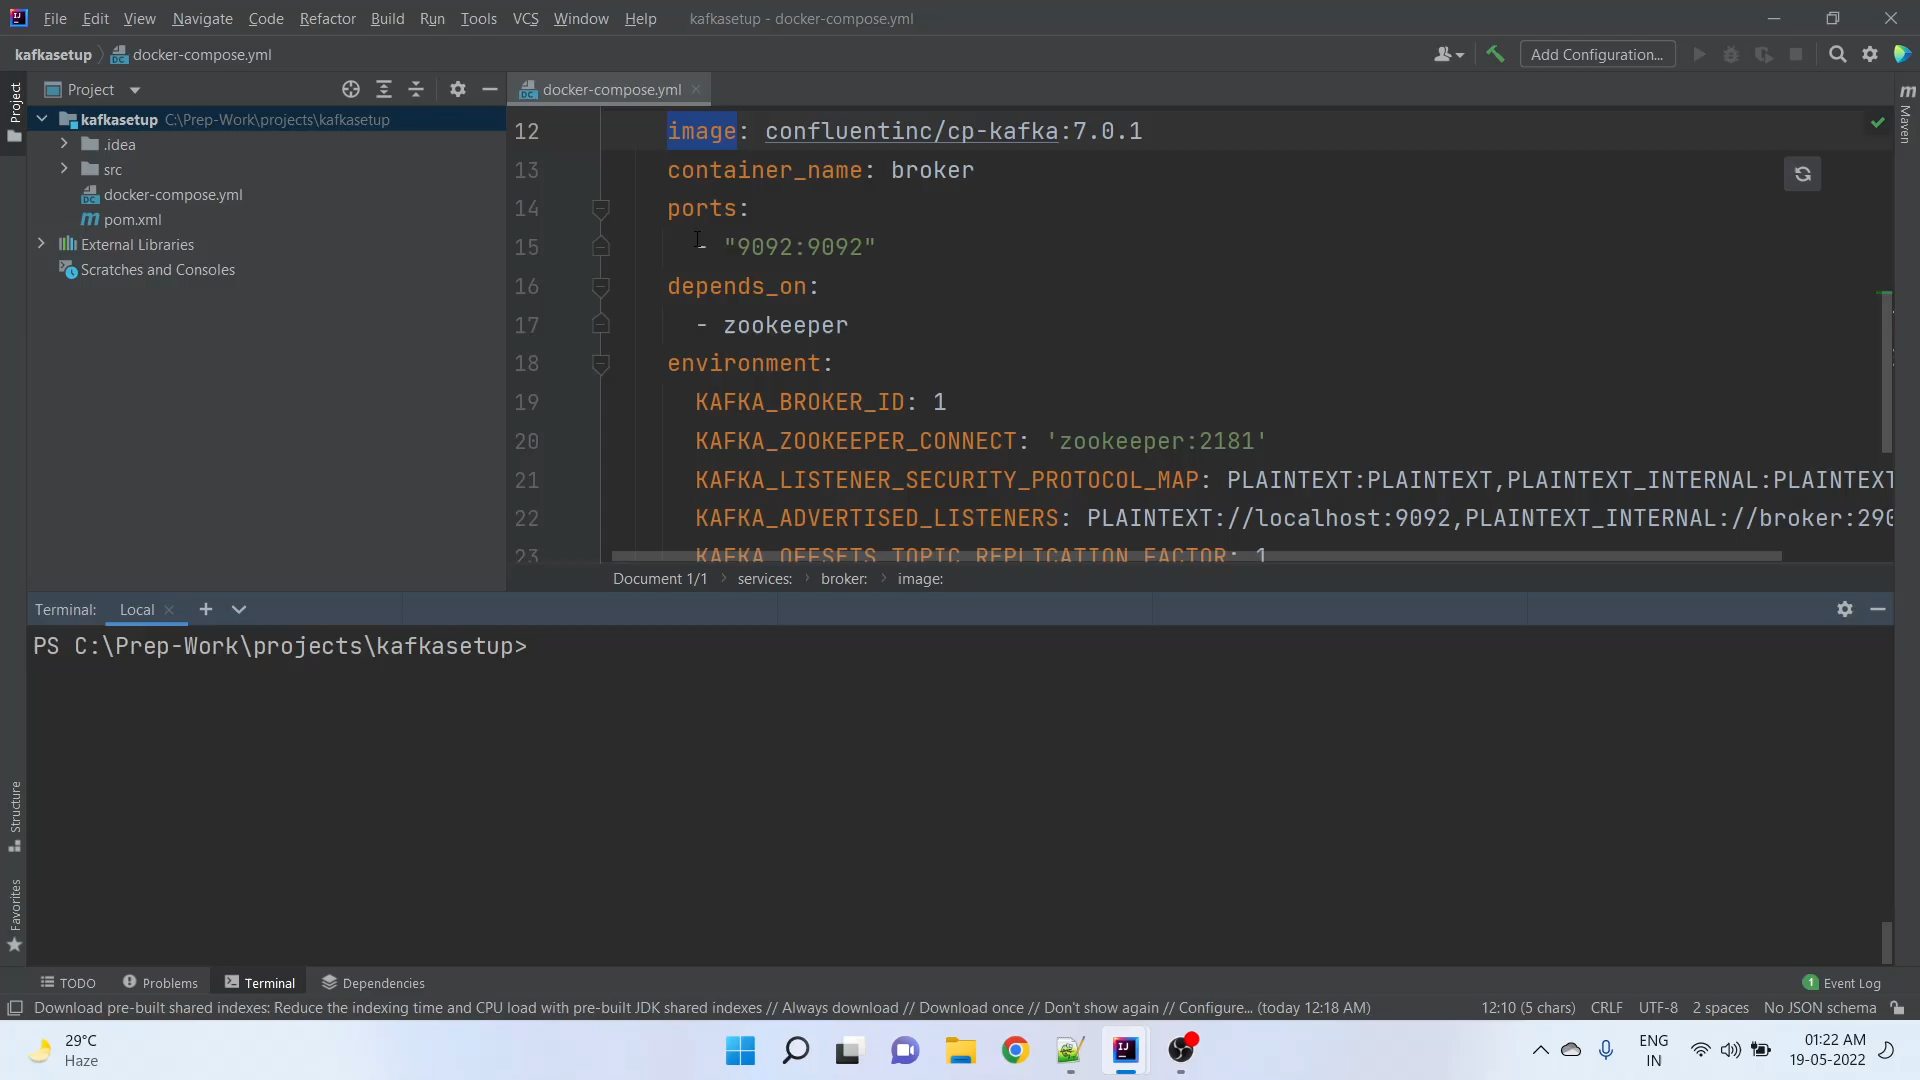 File Edit View Navigate Code Refactor Build Run Tools VCS Window Help kafkasetup - docker-compose.yml
kafkasetup docker-compose.yml
Add Configuration...
Project
Project
docker-compose.yml
Maven
kafkasetup C:\Prep-Work\projects\kafkasetup
.idea
src
docker-compose.yml
pom.xml
External Libraries
Scratches and Consoles
12 image: confluentinc/cp-kafka:7.0.1
13 container_name: broker
14 ports:
15 - "9092:9092"
16 depends_on:
17 - zookeeper
18 environment:
19 KAFKA_BROKER_ID: 1
20 KAFKA_ZOOKEEPER_CONNECT: 'zookeeper:2181'
21 KAFKA_LISTENER_SECURITY_PROTOCOL_MAP: PLAINTEXT:PLAINTEXT,PLAINTEXT_INTERNAL:PLAINTEXT
22 KAFKA_ADVERTISED_LISTENERS: PLAINTEXT://localhost:9092,PLAINTEXT_INTERNAL://broker:290
23 KAFKA_OFFSETS_TOPIC_REPLICATION_FACTOR: 1
Document 1/1 services: broker: image:
Terminal: Local
PS C:\Prep-Work\projects\kafkasetup>
Structure
Favorites
TODO Problems Terminal Dependencies
1 Event Log
Download pre-built shared indexes: Reduce the indexing time and CPU load with pre-built JDK shared indexes // Always download // Download once // Don't show again // Configure... (today 12:18 AM)
12:10 (5 chars) CRLF UTF-8 2 spaces No JSON schema
29°C
Haze
ENG
IN
01:22 AM
19-05-2022